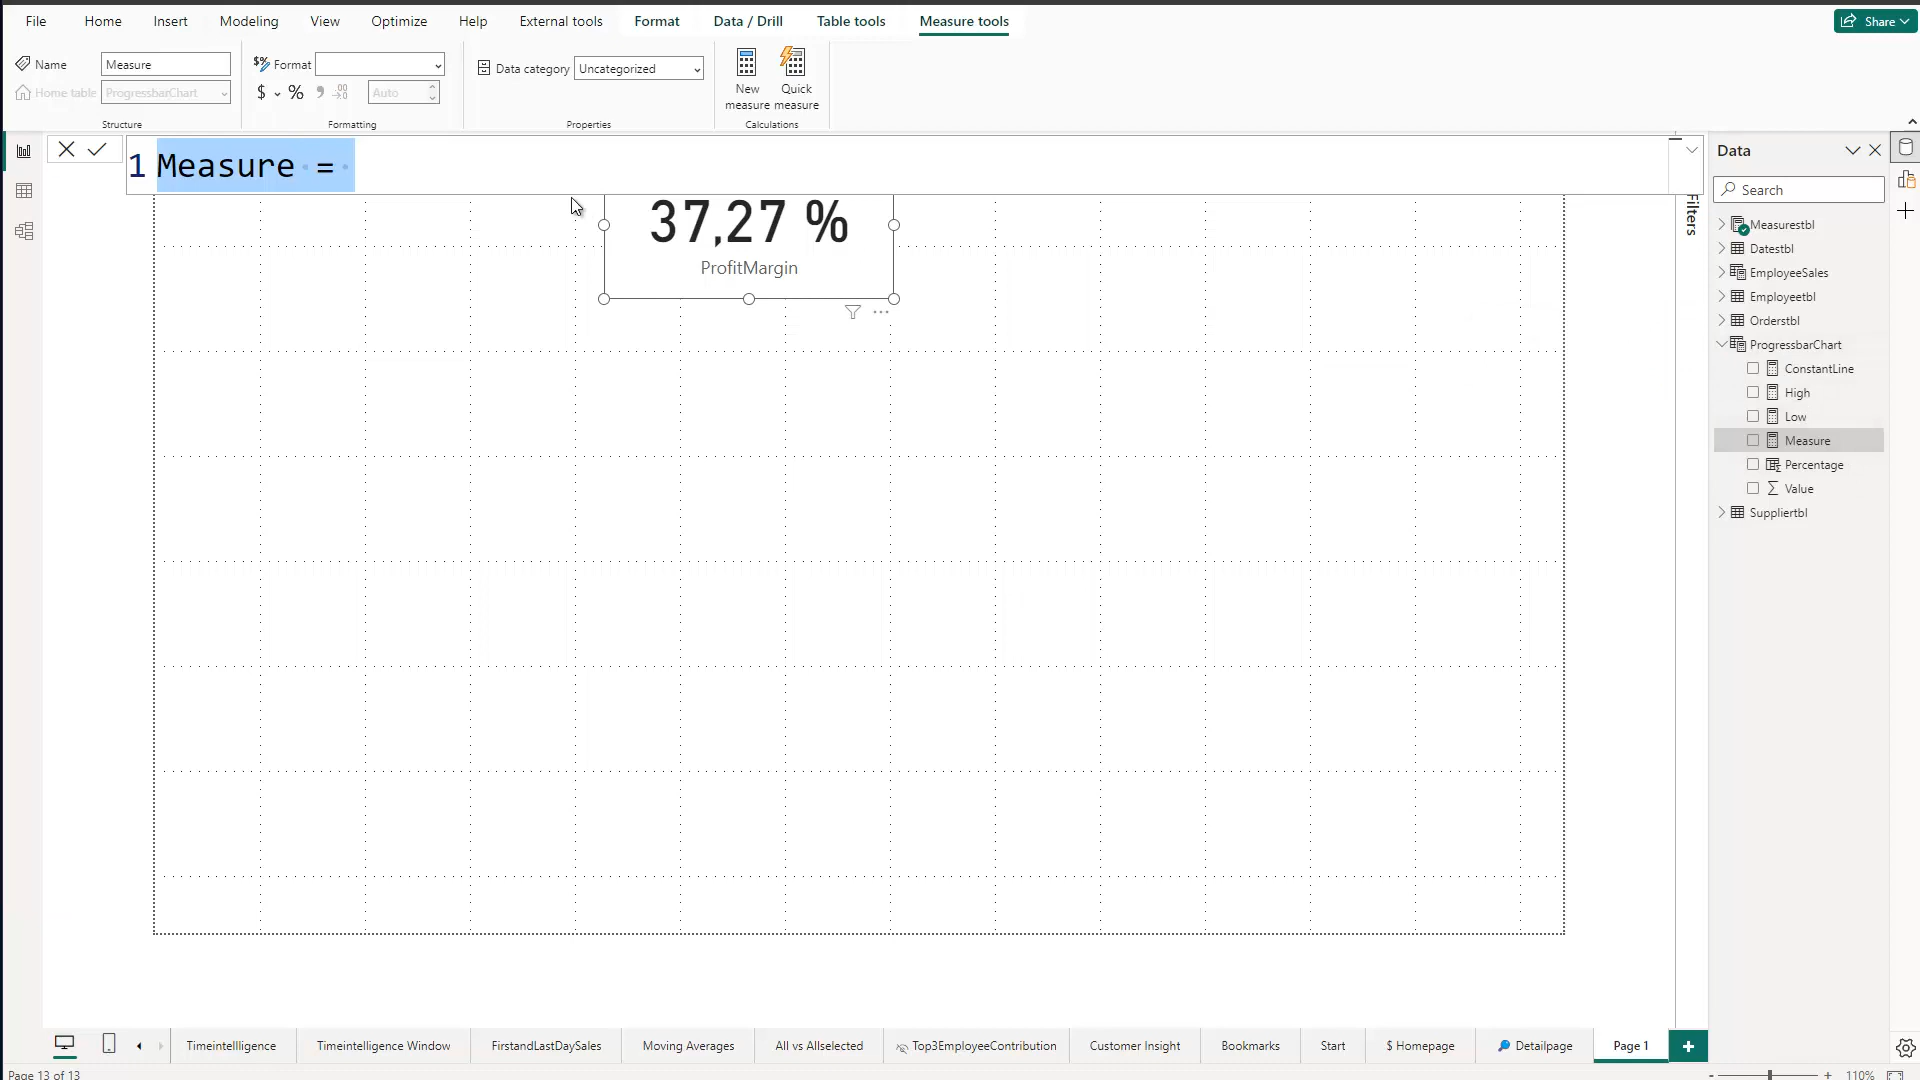 File Home Insert Modeling View Optimize Help External tools Format Data / Drill Table tools Measure tools Share
Name Measure
Home table ProgressbarChart
Structure
Format
$ % Auto
Formatting
Data category Uncategorized
Properties
New measure
Quick measure
Calculations
1 Measure =
37,27 %
ProfitMargin
Filters
Data
Search
Measurestbl
Datestbl
EmployeeSales
Employeetbl
Orderstbl
ProgressbarChart
ConstantLine
High
Low
Measure
Percentage
Value
Suppliertbl
Timeintellligence Timeintelligence Window FirstandLastDaySales Moving Averages All vs Allselected Top3EmployeeContribution Customer Insight Bookmarks Start $ Homepage Detailpage Page 1
Page 13 of 13
- + 110%